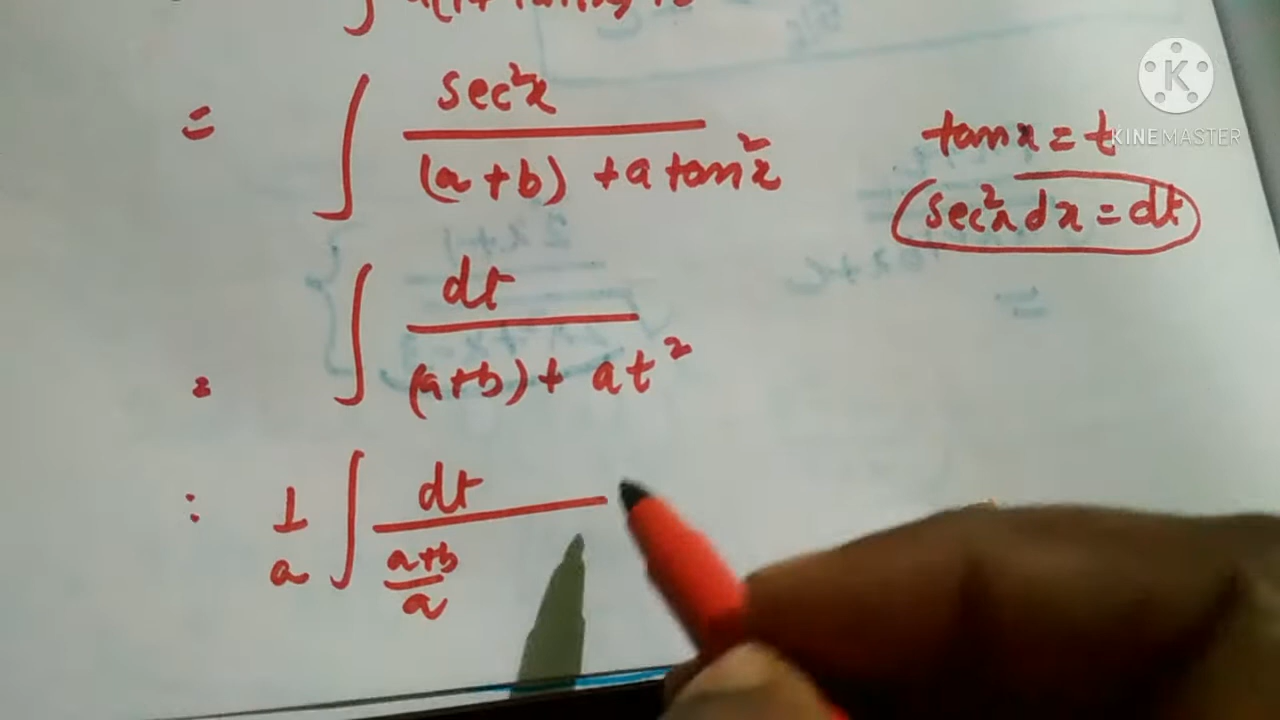 = ∫ sec²x / (a+b) + a tan²x
tan x = t
sec²x dx = dt
= ∫ dt / (a+b) + at²
: 1/a ∫ dt / (a+b)/a
K
KINEMASTER